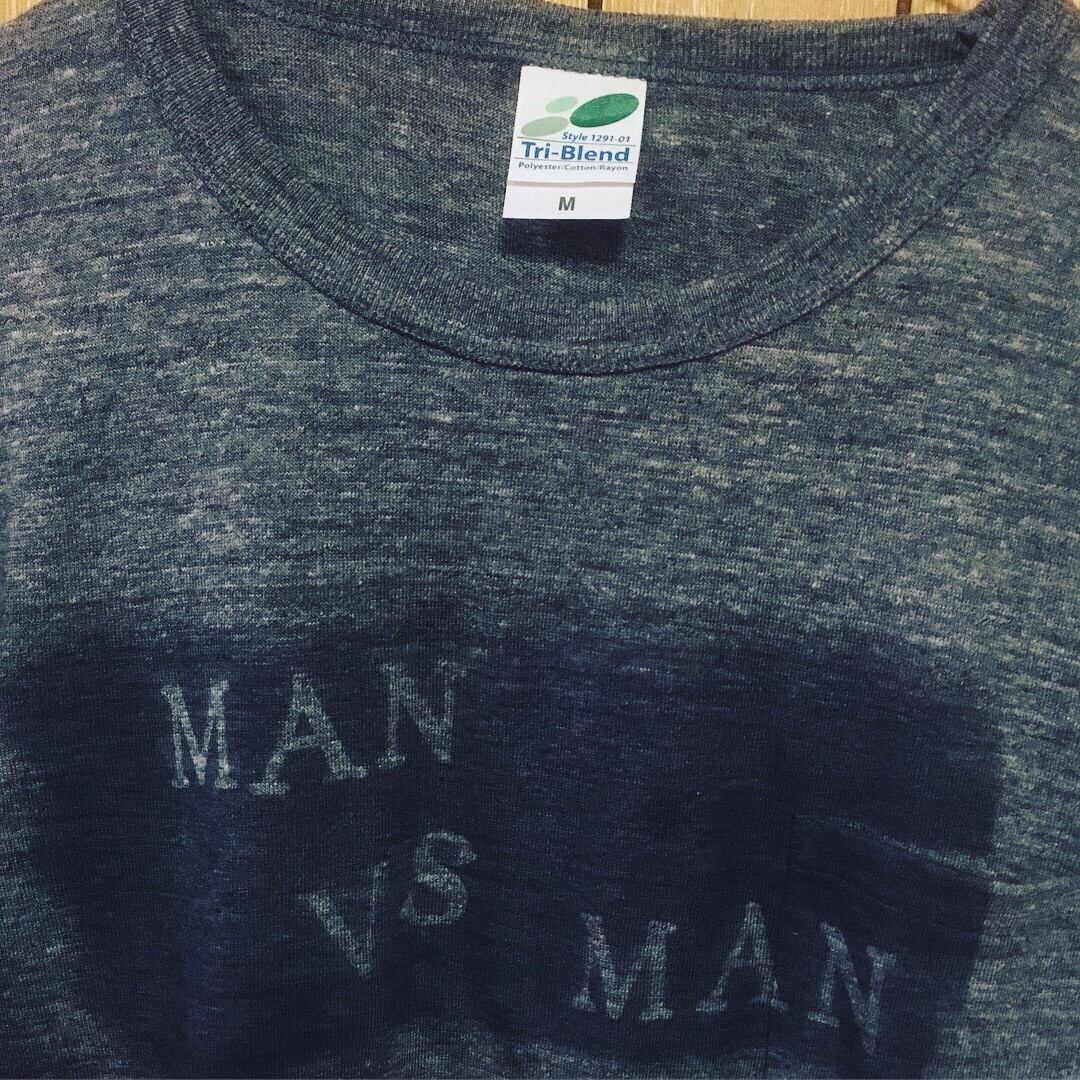 Style 1291-01
Tri-Blend
Polyester/Cotton/Rayon
M
MAN
VS
MAN